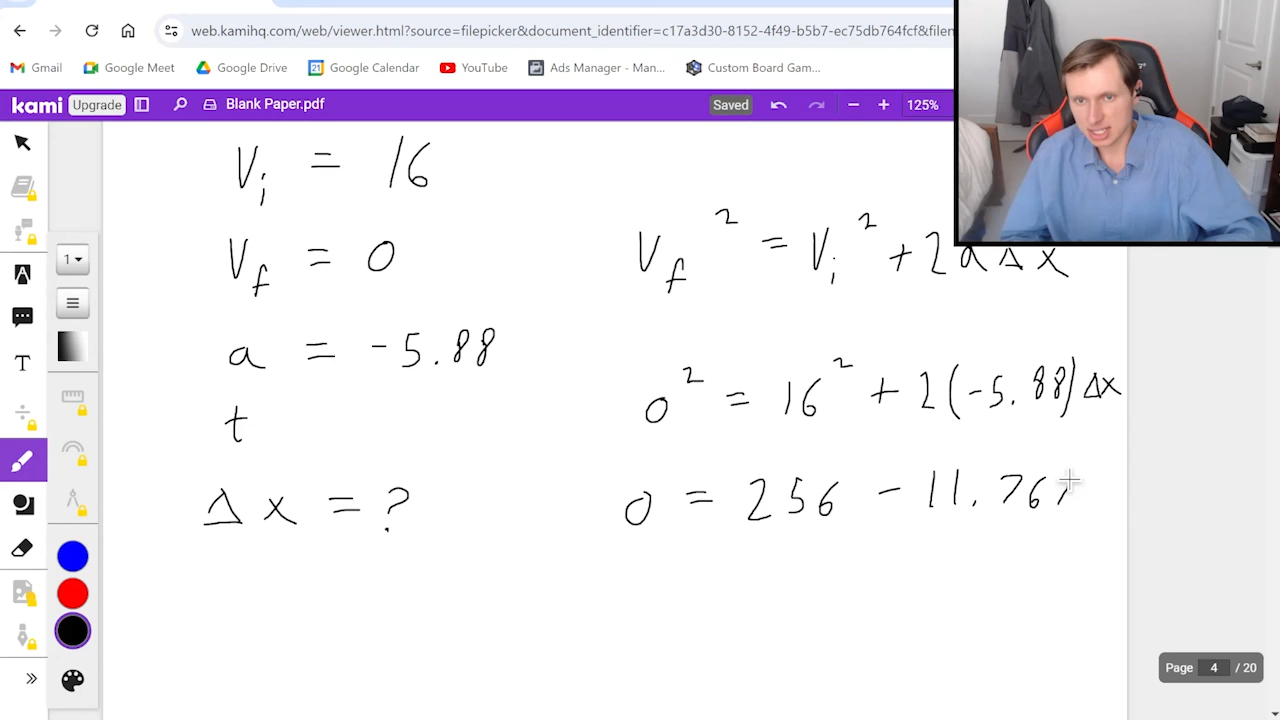 web.kamihq.com/web/viewer.html?source=filepicker&document_identifier=c17a3d30-8152-4f49-b5b7-ec75db764fcf&filen
Gmail Google Meet Google Drive 21 Google Calendar YouTube Ads Manager - Man... Custom Board Gam...
kami Upgrade Blank Paper.pdf Saved 125%
1
T
Vi = 16
Vf = 0
a = -5.88
t
Δx = ?
Vf² = Vi² + 2aΔx
0² = 16² + 2(-5.88)Δx
0 = 256 - 11.76
Page 4 / 20